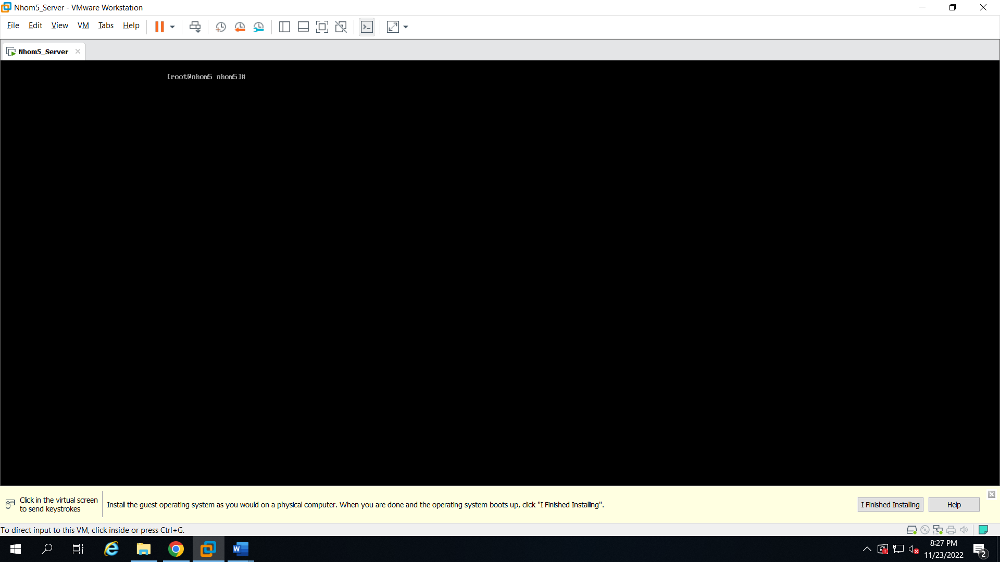 Nhom5_Server - VMware Workstation
File Edit View VM Tabs Help
Nhom5_Server
[root@nhom5 nhom5]#
Click in the virtual screen
to send keystrokes
Install the guest operating system as you would on a physical computer. When you are done and the operating system boots up, click "I Finished Installing".
I Finished Installing
Help
To direct input to this VM, click inside or press Ctrl+G.
8:27 PM
11/23/2022
2